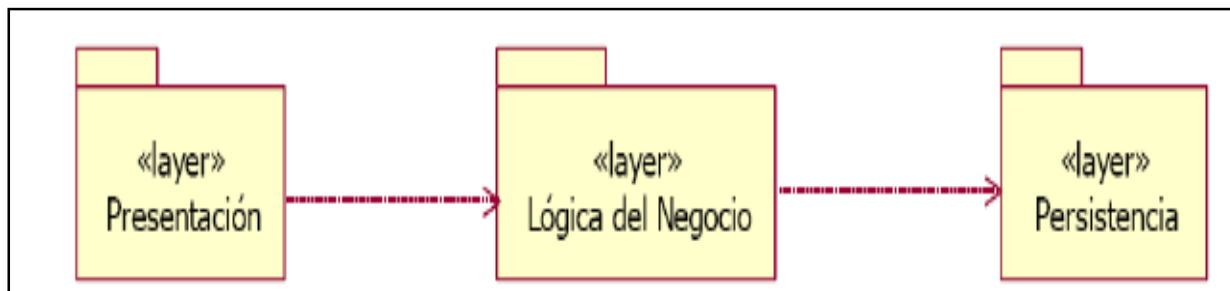 «layer»
Presentación
«layer»
Lógica del Negocio
«layer»
Persistencia